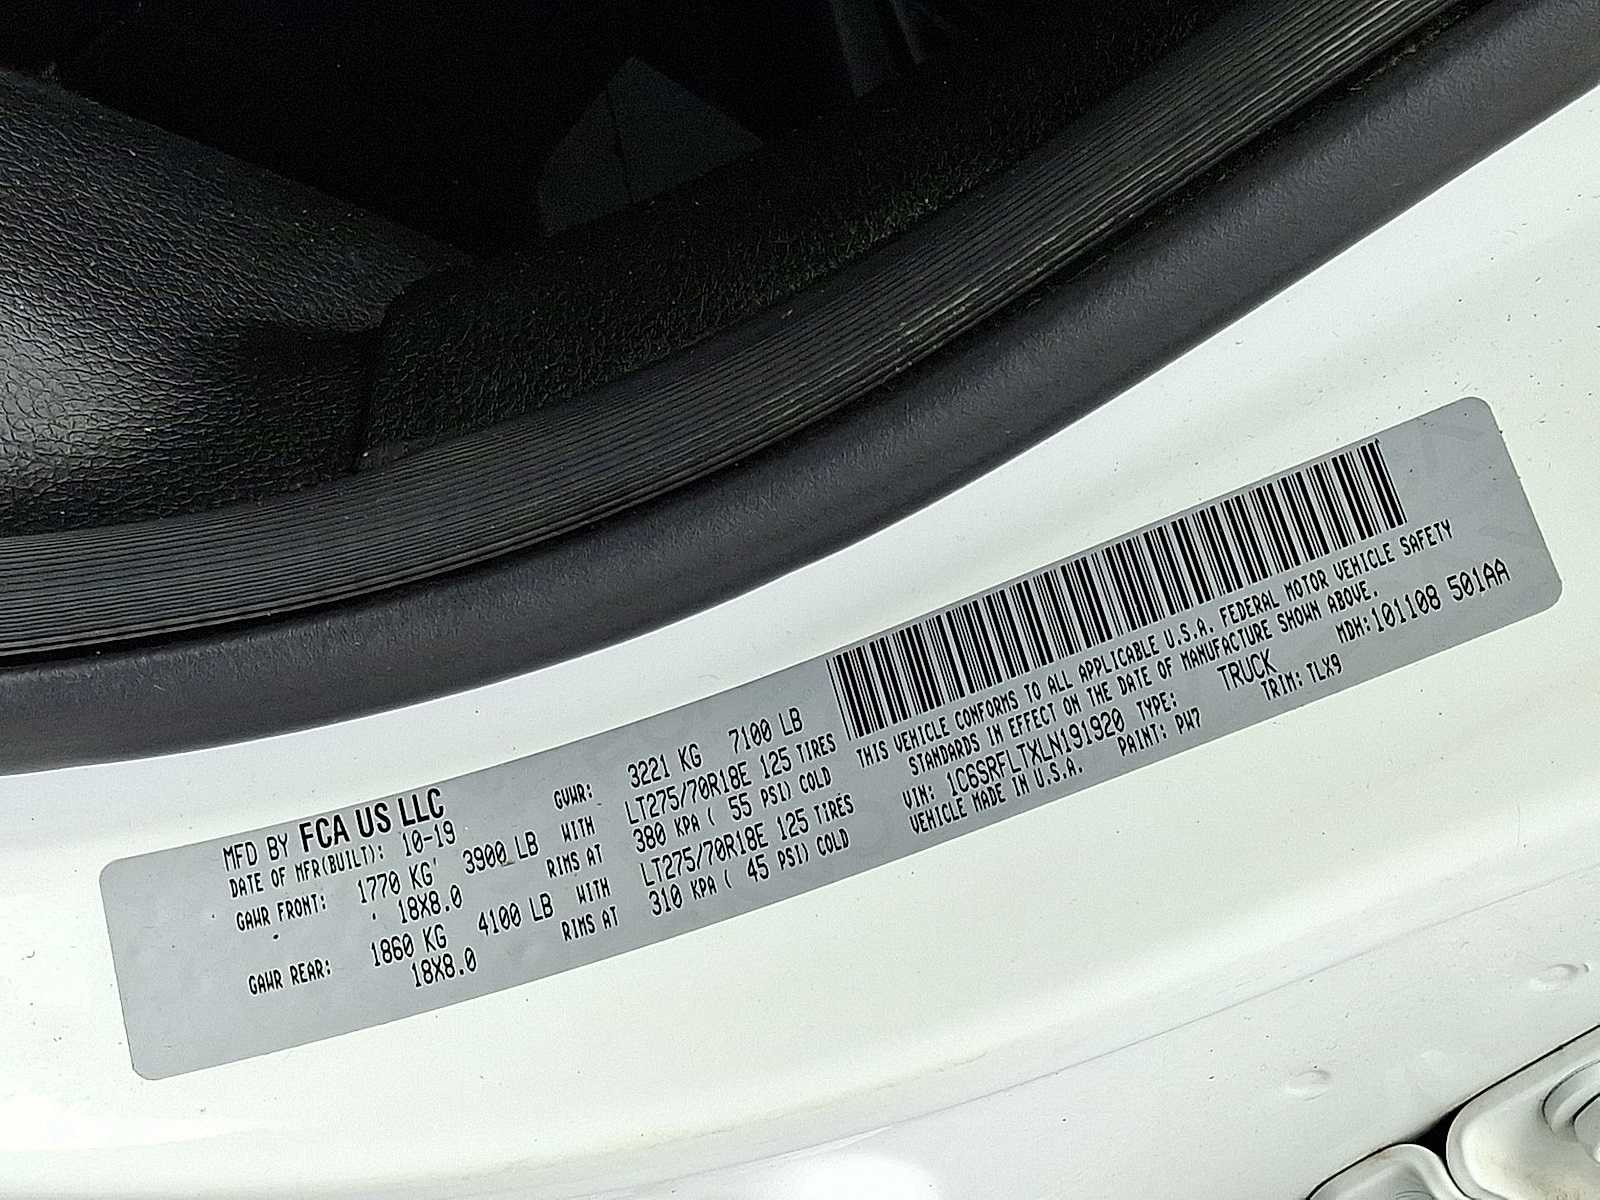 MFD BY FCA US LLC
DATE OF MFR(BUILT): 10-19
GVWR: 3221 KG 7100 LB
GAWR FRONT: 1770 KG 3900 LB WITH LT275/70R18E 125 TIRES
18X8.0 RIMS AT 380 KPA ( 55 PSI) COLD
GAWR REAR: 1860 KG 4100 LB WITH LT275/70R18E 125 TIRES
18X8.0 RIMS AT 310 KPA ( 45 PSI) COLD
THIS VEHICLE CONFORMS TO ALL APPLICABLE U.S.A. FEDERAL MOTOR VEHICLE SAFETY
STANDARDS IN EFFECT ON THE DATE OF MANUFACTURE SHOWN ABOVE.
VIN: 1C6SRFLTXLN191920 TYPE: TRUCK MDH:101108 501AA
VEHICLE MADE IN U.S.A. PAINT: PW7 TRIM: TLX9